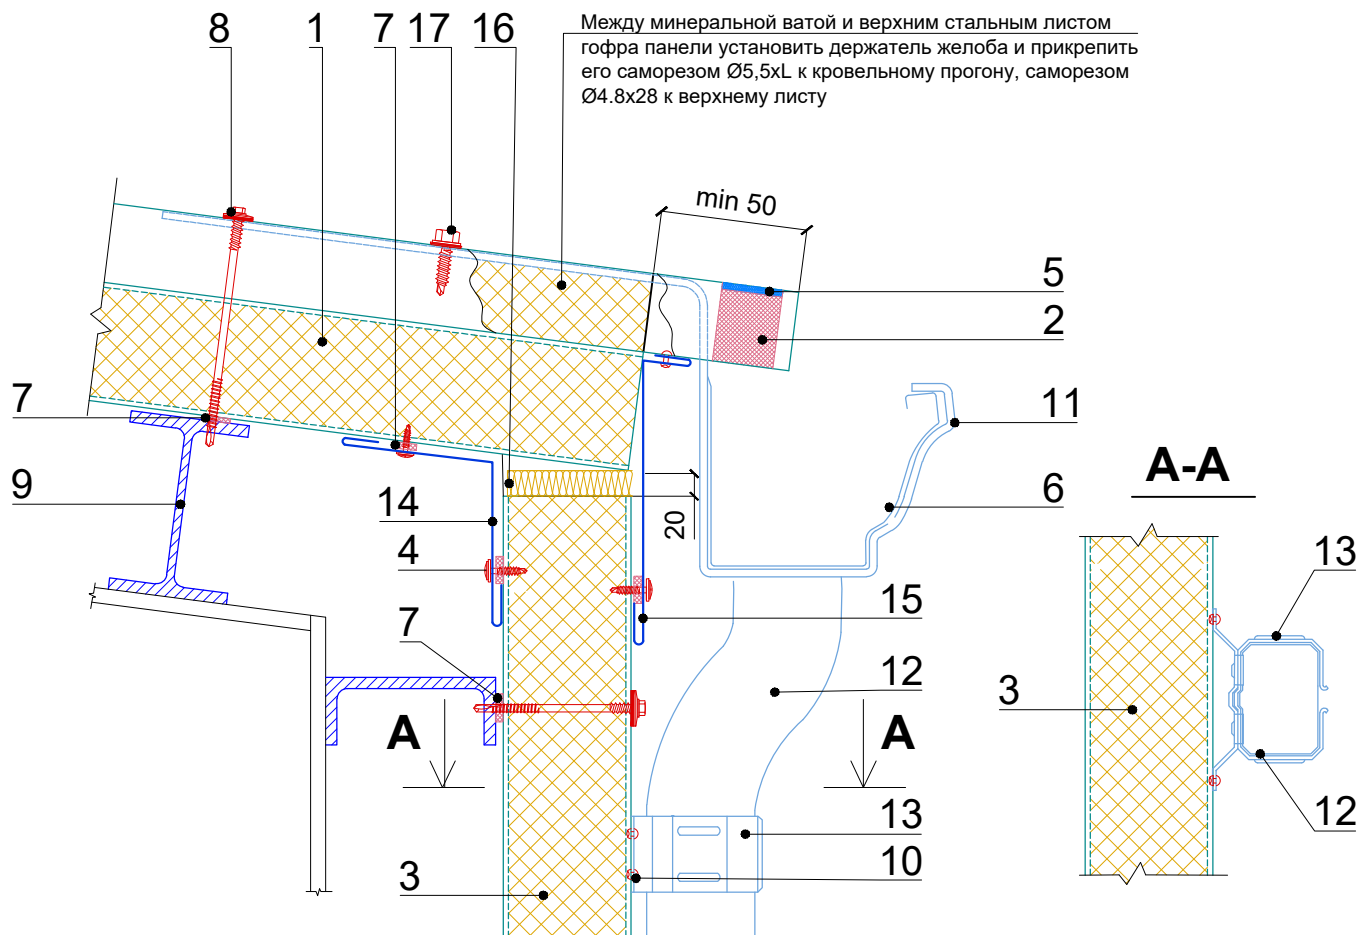 8 1 7 17 16
Между минеральной ватой и верхним стальным листом
гофра панели установить держатель желоба и прикрепить
его саморезом Ø5,5xL к кровельному прогону, саморезом
Ø4.8x28 к верхнему листу
min 50
5
2
7
11
A-A
9
14
6
20
4
13
15
7
12
3
A
A
13
12
3
10